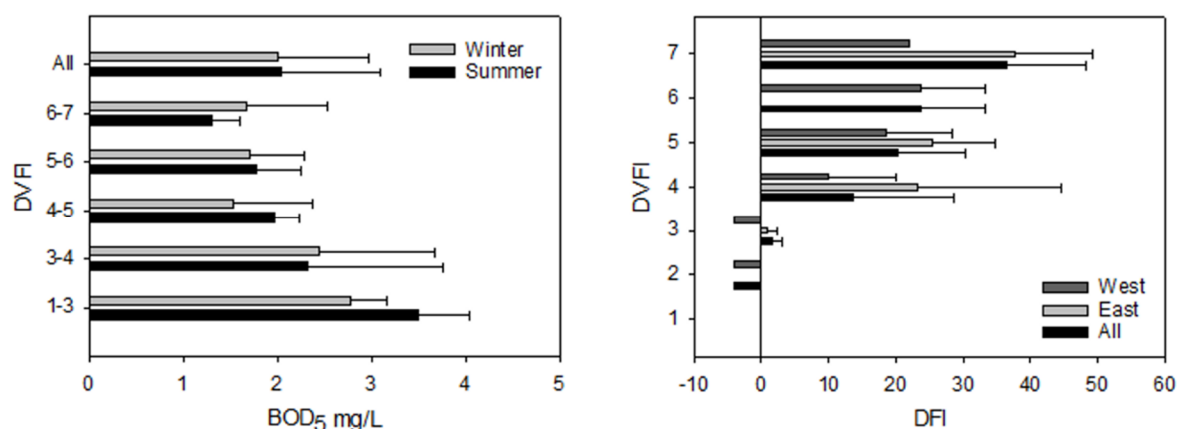 DVFI
All
6-7
5-6
4-5
3-4
1-3
Winter
Summer
0 1 2 3 4 5
BOD5 mg/L
DVFI
7
6
5
4
3
2
1
West
East
All
-10 0 10 20 30 40 50 60
DFI